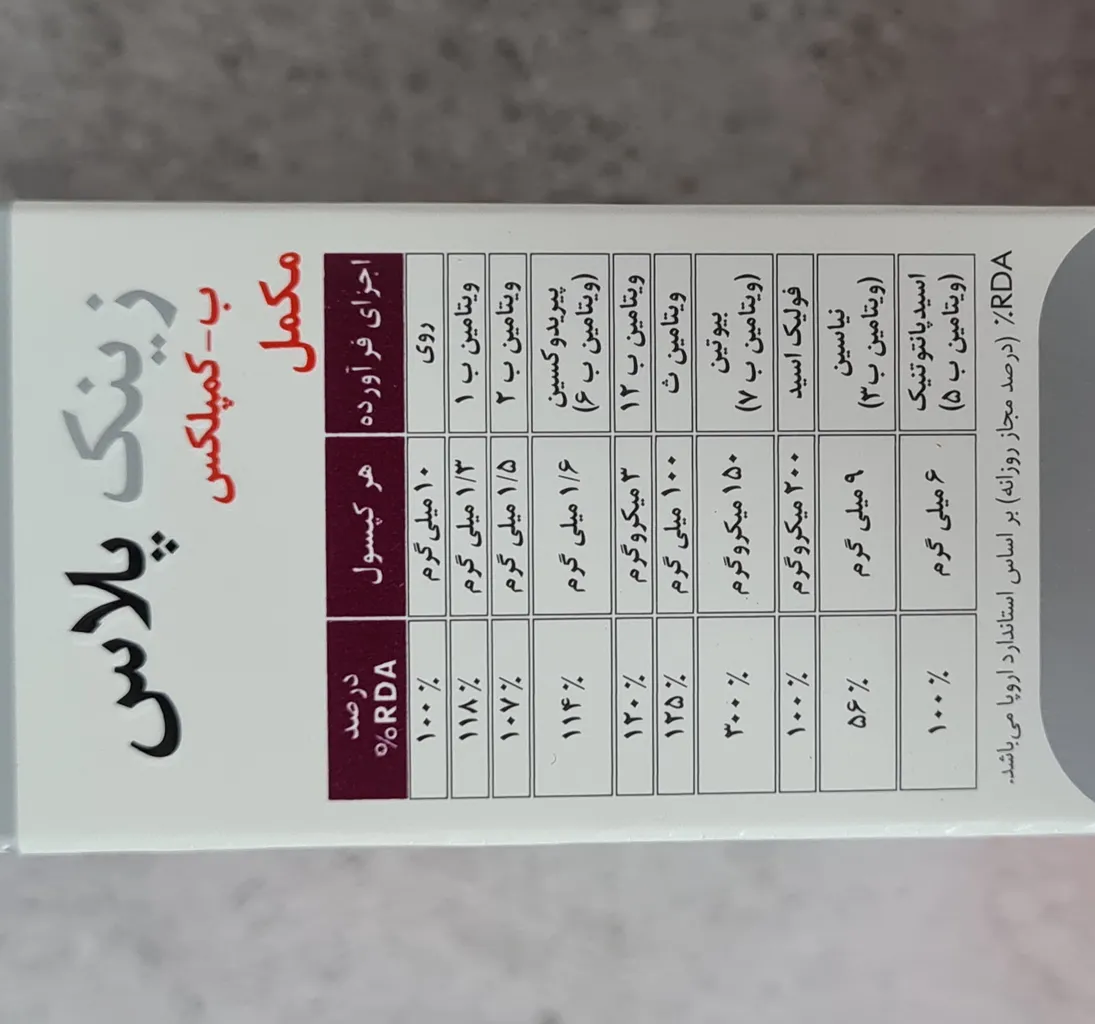 زینک پلاس
ب-کمپلکس
مکمل
اجزای فرآورده هر کپسول درصد %RDA
روی ۱۰ میلی گرم ۱۰۰٪
ویتامین ب ۱ ۱/۳ میلی گرم ۱۱۸٪
ویتامین ب ۲ ۱/۵ میلی گرم ۱۰۷٪
پیریدوکسین (ویتامین ب ۶) ۱/۶ میلی گرم ۱۱۴٪
ویتامین ب ۱۲ ۳ میکروگرم ۱۲۰٪
ویتامین ث ۱۰۰ میلی گرم ۱۲۵٪
بیوتین (ویتامین ب ۷) ۱۵۰ میکروگرم ۳۰۰٪
فولیک اسید ۲۰۰ میکروگرم ۱۰۰٪
نیاسین (ویتامین ب۳) ۹ میلی گرم ۵۶٪
اسیدپانتوتنیک (ویتامین ب ۵) ۶ میلی گرم ۱۰۰٪
٪RDA (درصد مجاز روزانه) بر اساس استاندارد اروپا می‌باشد.